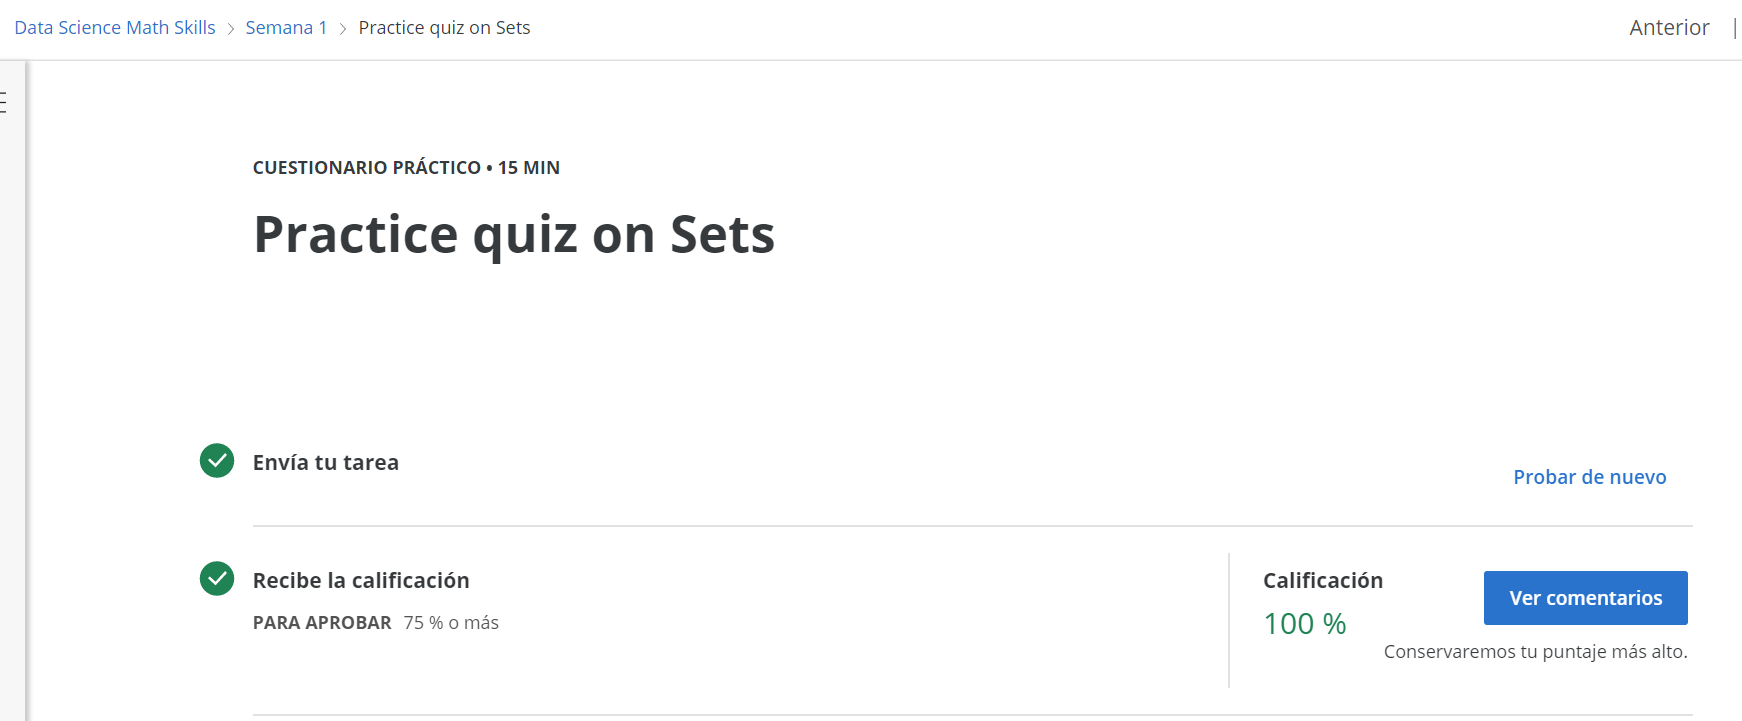 Data Science Math Skills > Semana 1 > Practice quiz on Sets
Anterior |
CUESTIONARIO PRÁCTICO • 15 MIN
Practice quiz on Sets
Envía tu tarea
Probar de nuevo
Recibe la calificación
PARA APROBAR 75 % o más
Calificación
100 %
Ver comentarios
Conservaremos tu puntaje más alto.